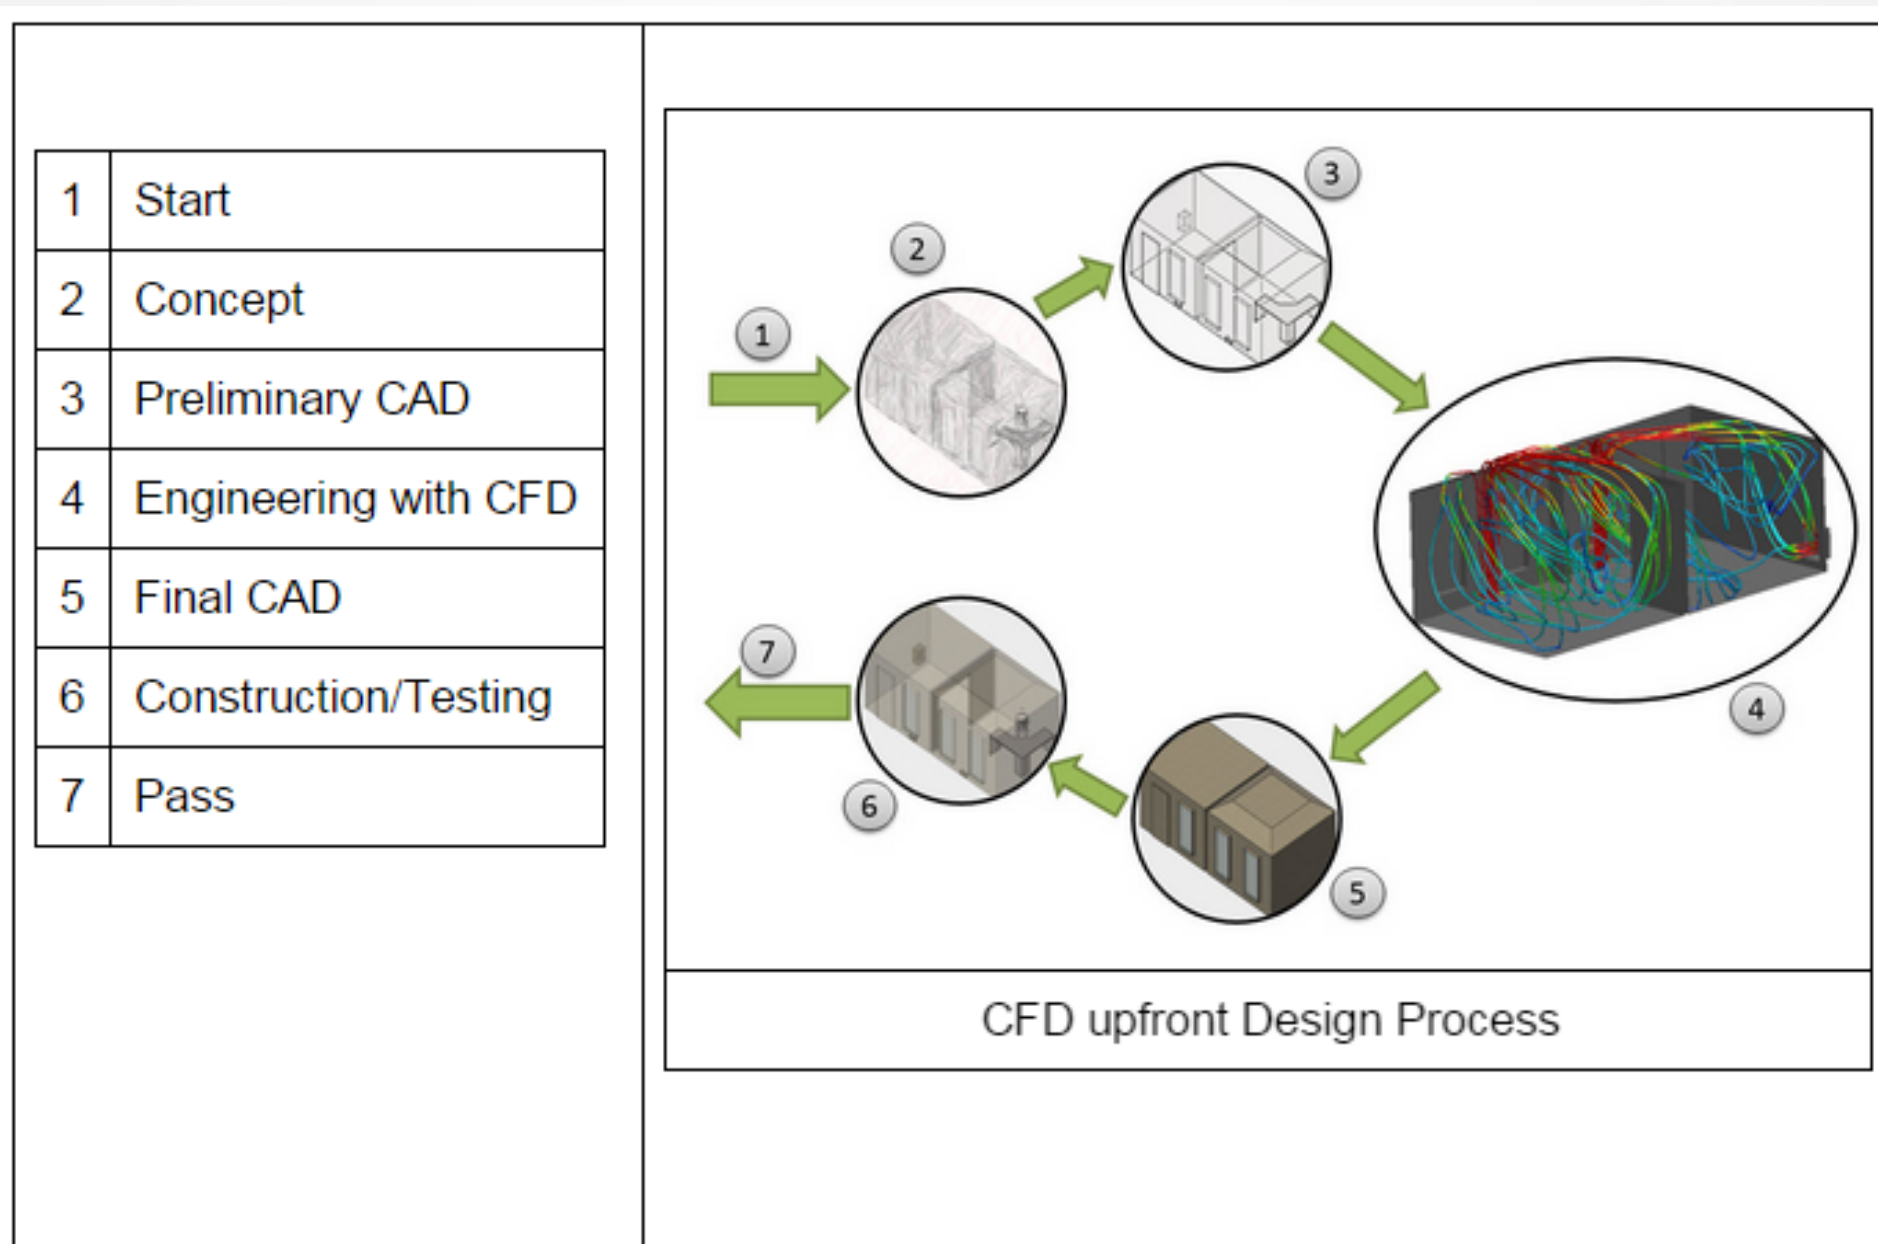 1 Start
2 Concept
3 Preliminary CAD
4 Engineering with CFD
5 Final CAD
6 Construction/Testing
7 Pass
1
2
3
4
5
6
7
CFD upfront Design Process